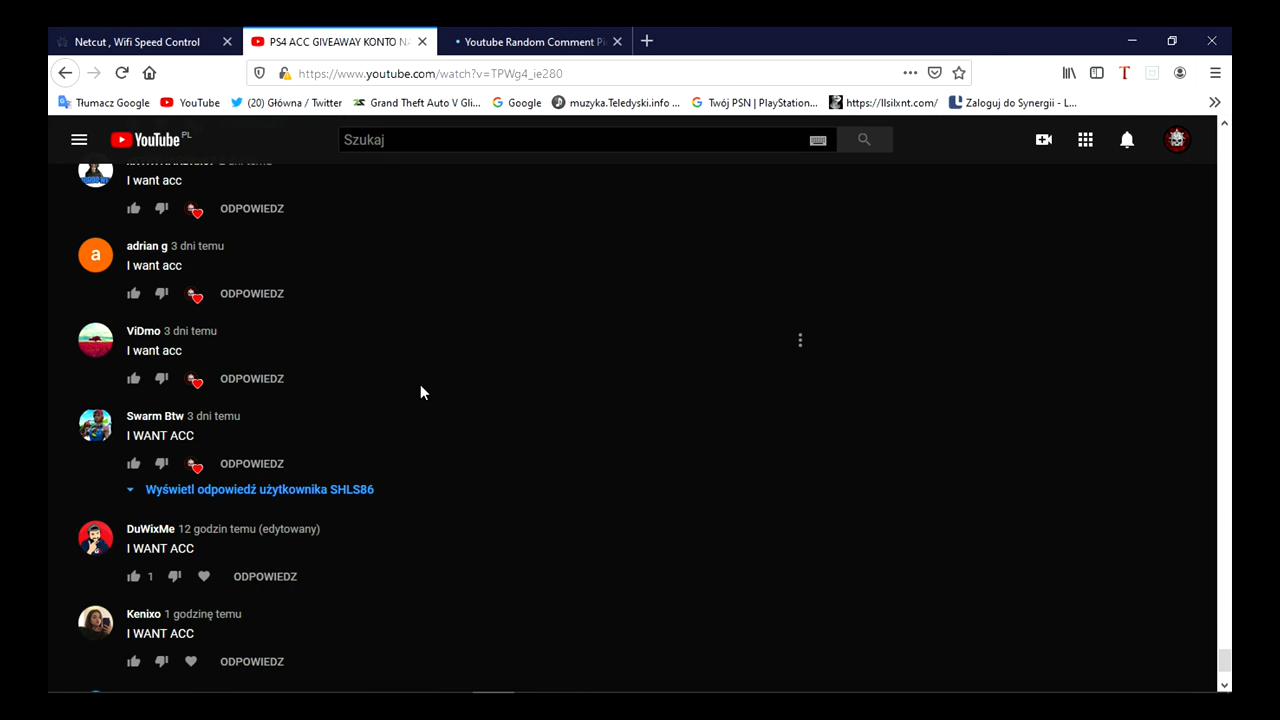 Netcut , Wifi Speed Control
PS4 ACC GIVEAWAY KONTO NA
Youtube Random Comment Pi
https://www.youtube.com/watch?v=TPWg4_ie280
Tłumacz Google
YouTube
(20) Główna / Twitter
Grand Theft Auto V Gli...
Google
muzyka.Teledyski.info ...
Twój PSN | PlayStation...
https://llsilxnt.com/
Zaloguj do Synergii - L...
YouTube PL
Szukaj
I want acc
ODPOWIEDZ
a
adrian g 3 dni temu
I want acc
ODPOWIEDZ
ViDmo 3 dni temu
I want acc
ODPOWIEDZ
Swarm Btw 3 dni temu
I WANT ACC
ODPOWIEDZ
Wyświetl odpowiedź użytkownika SHLS86
DuWixMe 12 godzin temu (edytowany)
I WANT ACC
1 ODPOWIEDZ
Kenixo 1 godzinę temu
I WANT ACC
ODPOWIEDZ